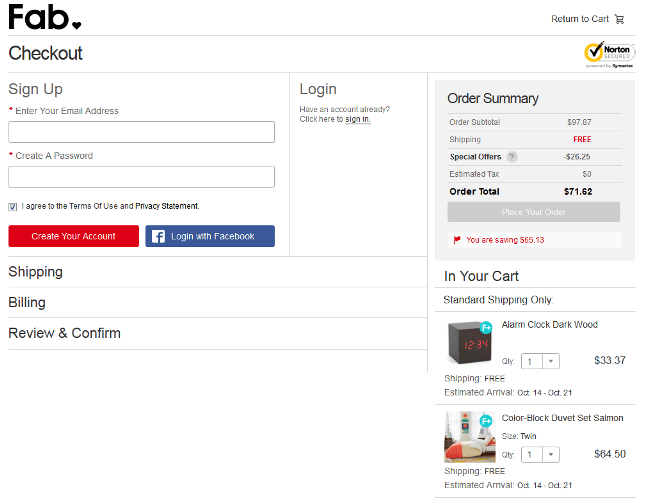 Fab.
Return to Cart
Checkout
Norton
SECURED
powered by Symantec
Sign Up
* Enter Your Email Address
* Create A Password
I agree to the Terms Of Use and Privacy Statement.
Create Your Account
f Login with Facebook
Login
Have an account already?
Click here to sign in.
Shipping
Billing
Review & Confirm
Order Summary
Order Subtotal $97.87
Shipping FREE
Special Offers ? -$26.25
Estimated Tax $0
Order Total $71.62
Place Your Order
You are saving $65.13
In Your Cart
Standard Shipping Only:
F+
12:34
Alarm Clock Dark Wood
Qty: 1 $33.37
Shipping: FREE
Estimated Arrival: Oct. 14 - Oct. 21
F+
Color-Block Duvet Set Salmon
Size: Twin
Qty: 1 $64.50
Shipping: FREE
Estimated Arrival: Oct. 14 - Oct. 21